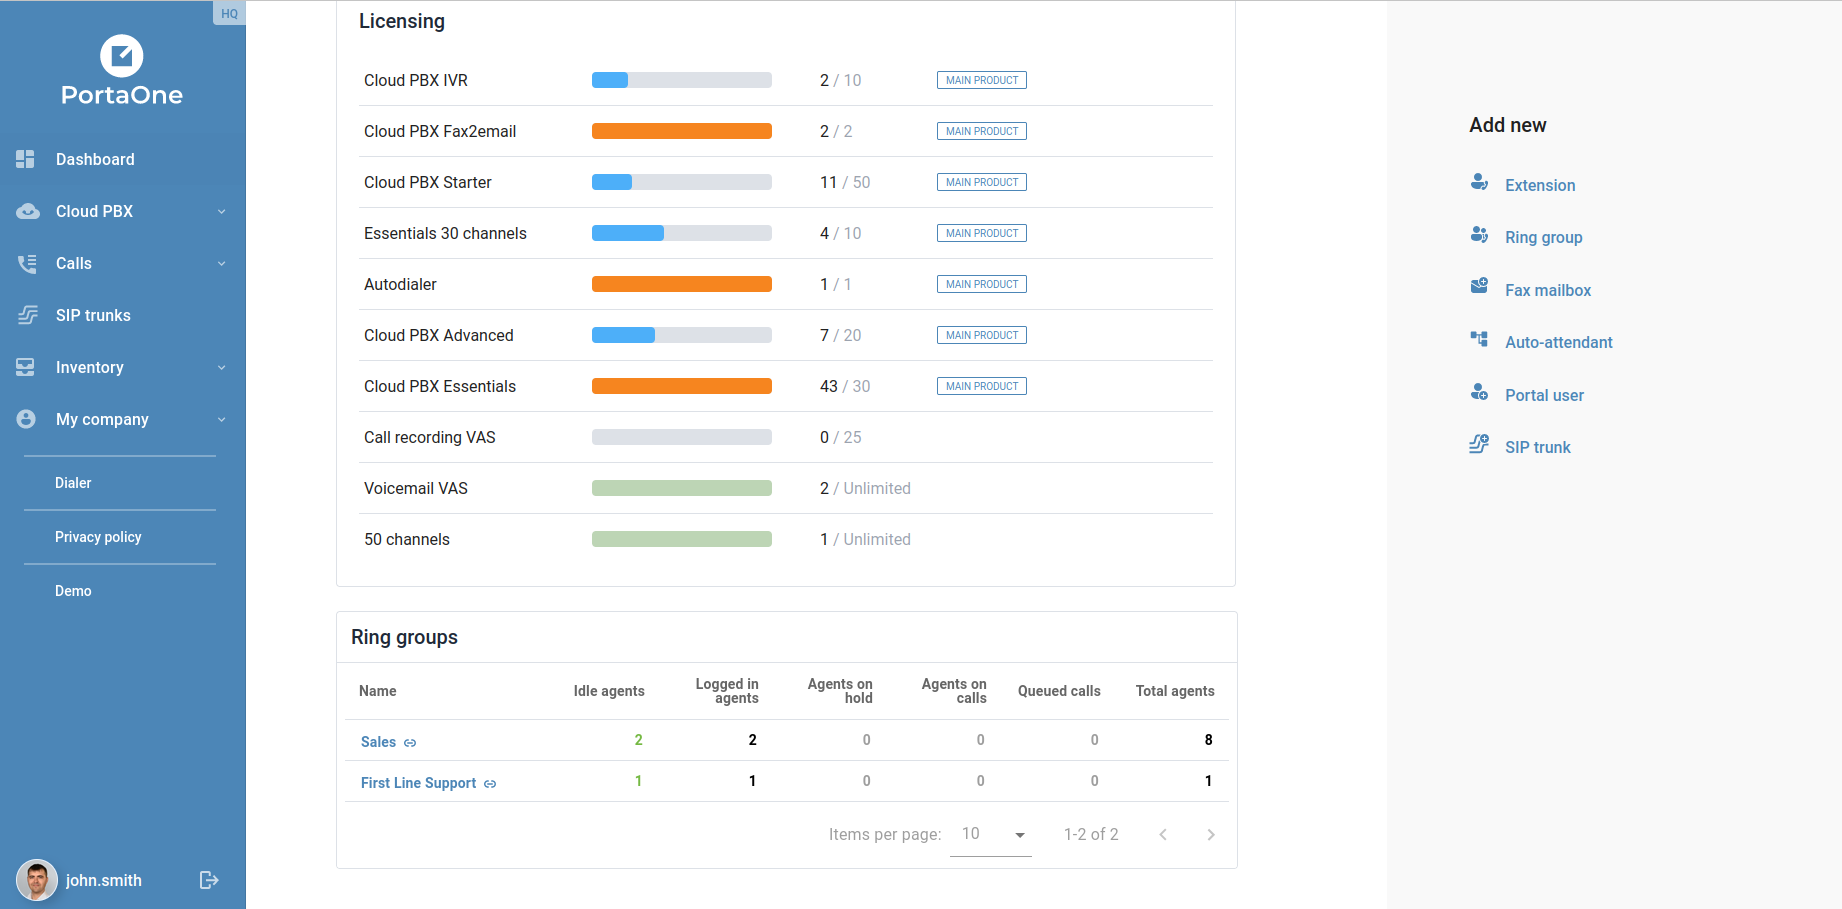 HQ
PortaOne
Dashboard
Cloud PBX
Calls
SIP trunks
Inventory
My company
Dialer
Privacy policy
Demo
john.smith
Licensing
Cloud PBX IVR 2 / 10 MAIN PRODUCT
Cloud PBX Fax2email 2 / 2 MAIN PRODUCT
Cloud PBX Starter 11 / 50 MAIN PRODUCT
Essentials 30 channels 4 / 10 MAIN PRODUCT
Autodialer 1 / 1 MAIN PRODUCT
Cloud PBX Advanced 7 / 20 MAIN PRODUCT
Cloud PBX Essentials 43 / 30 MAIN PRODUCT
Call recording VAS 0 / 25
Voicemail VAS 2 / Unlimited
50 channels 1 / Unlimited
Ring groups
Name Idle agents Logged in agents Agents on hold Agents on calls Queued calls Total agents
Sales 2 2 0 0 0 8
First Line Support 1 1 0 0 0 1
Items per page: 10 1-2 of 2
Add new
Extension
Ring group
Fax mailbox
Auto-attendant
Portal user
SIP trunk